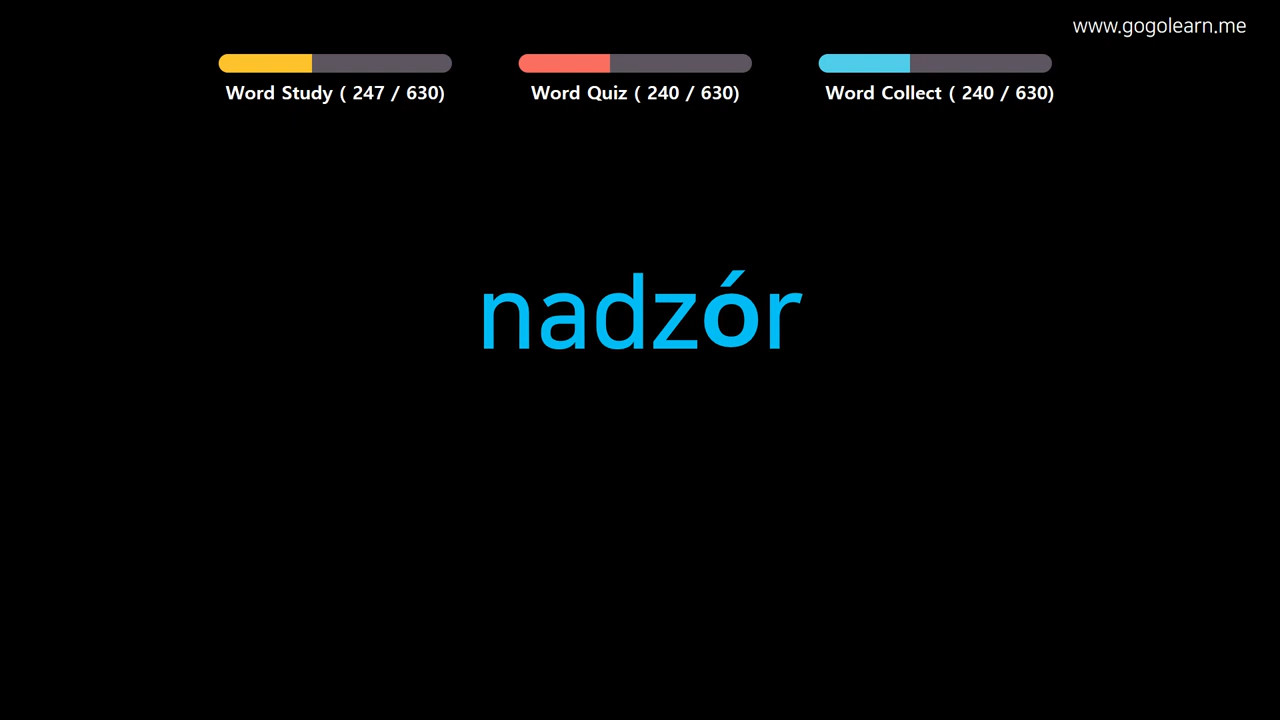 www.gogolearn.me
Word Study ( 247 / 630)
Word Quiz ( 240 / 630)
Word Collect ( 240 / 630)
nadzór